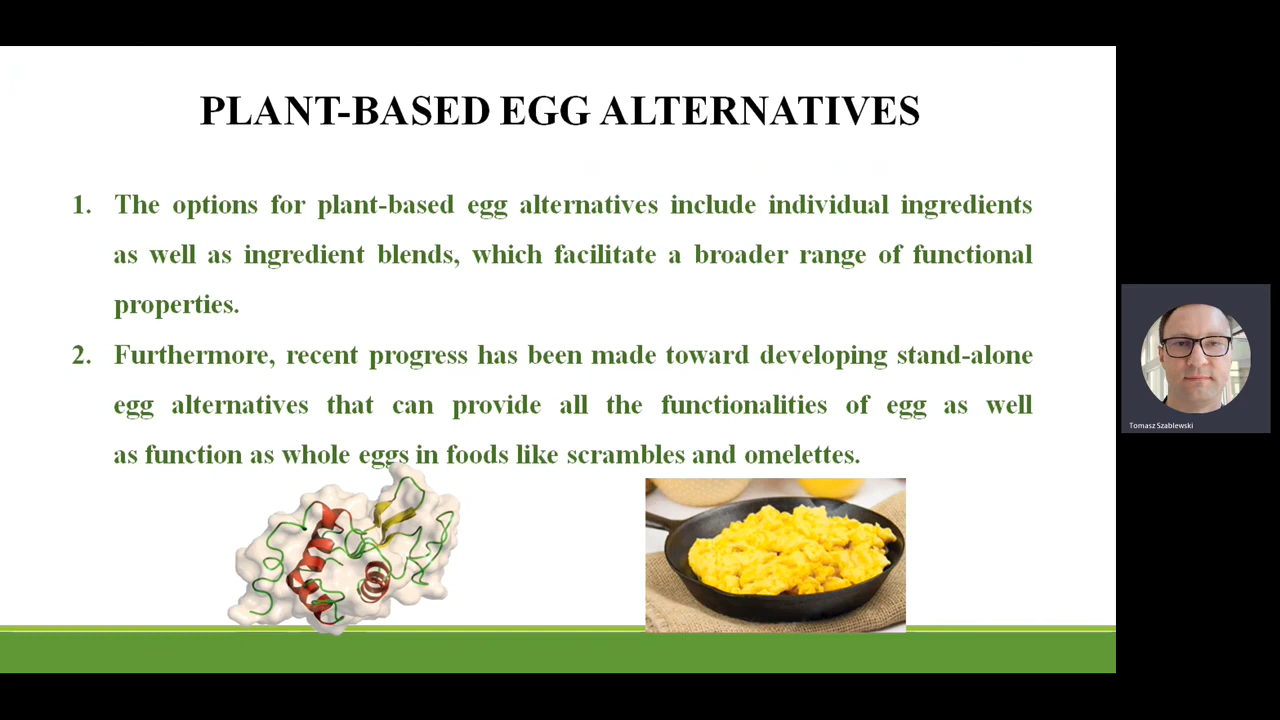 PLANT-BASED EGG ALTERNATIVES
1. The options for plant-based egg alternatives include individual ingredients
as well as ingredient blends, which facilitate a broader range of functional
properties.
2. Furthermore, recent progress has been made toward developing stand-alone
egg alternatives that can provide all the functionalities of egg as well
as function as whole eggs in foods like scrambles and omelettes.
Tomasz Szablewski